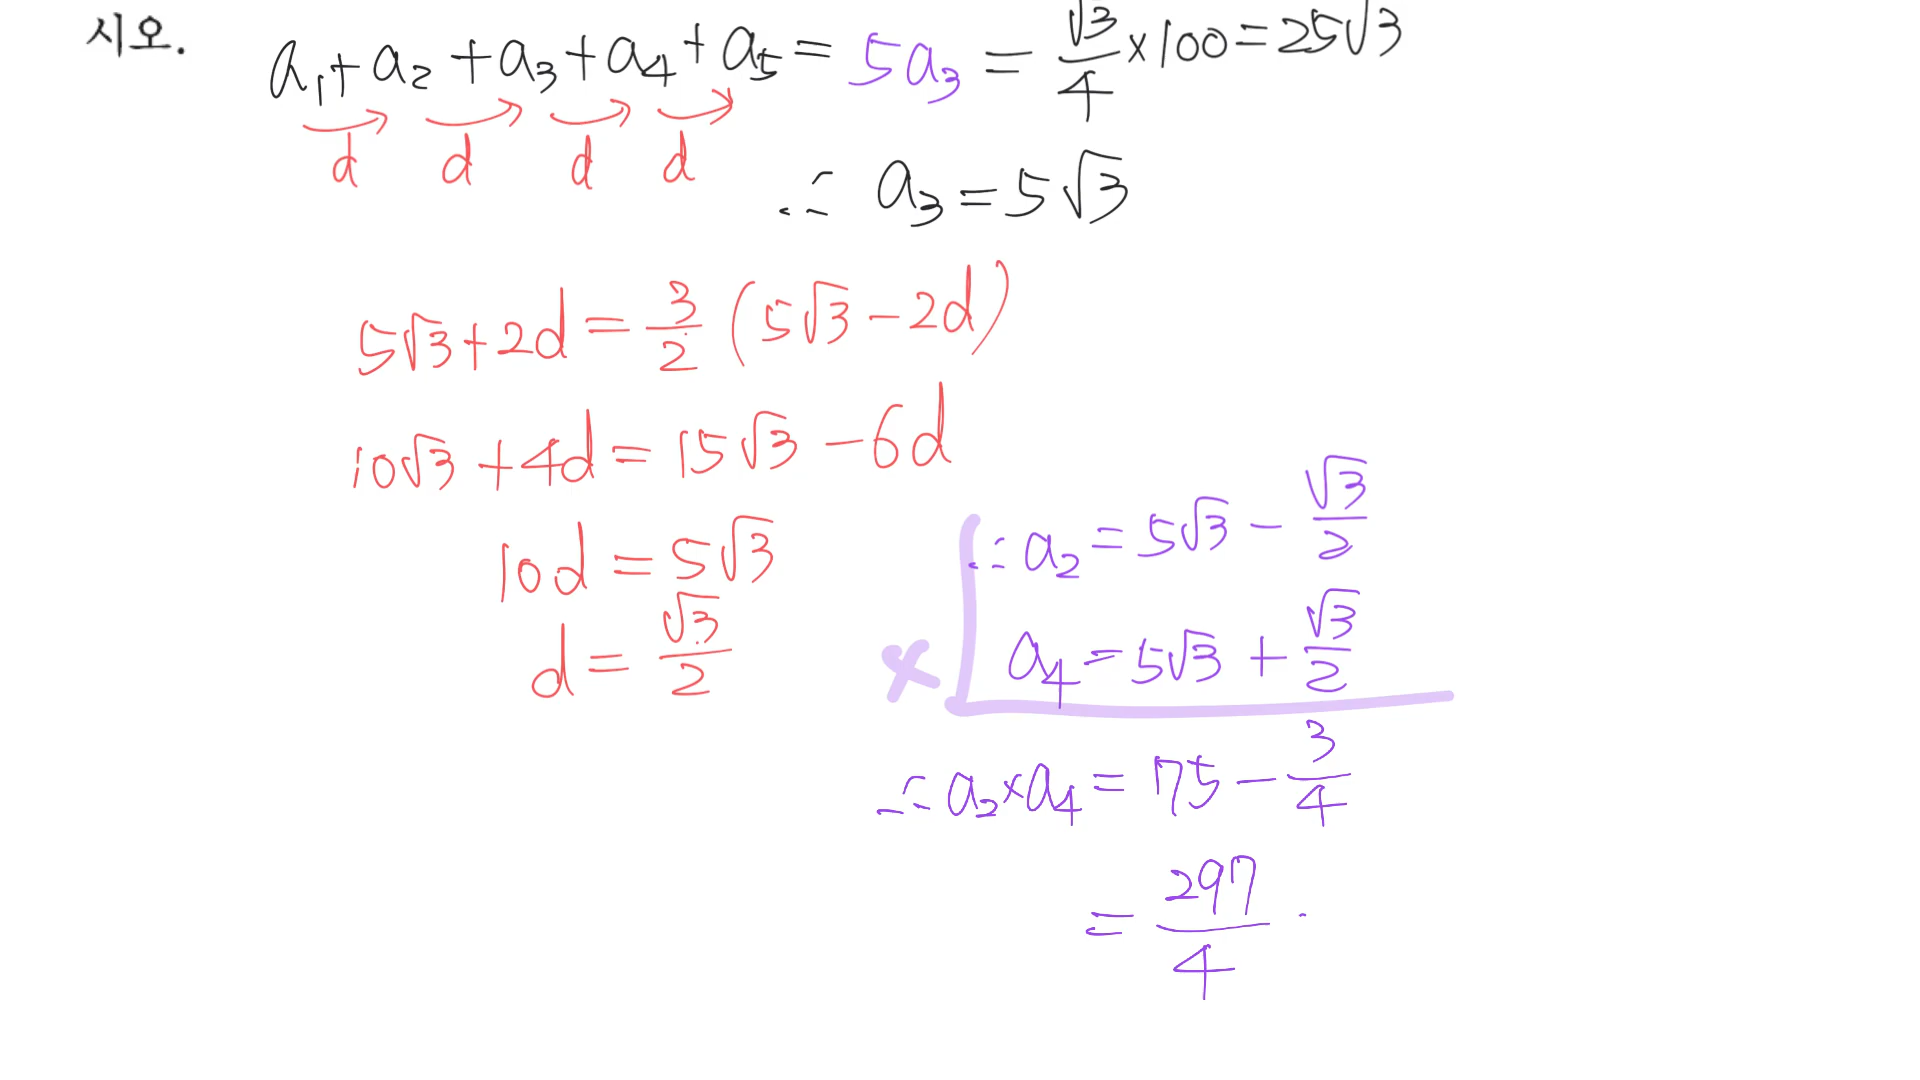 시오.
a₁+a₂+a₃+a₄+a₅=5a₃=√3/4×100=25√3
d d d d
∴ a₃=5√3
5√3+2d=3/2(5√3-2d)
10√3+4d=15√3-6d
10d=5√3
d=√3/2
∴a₂=5√3-√3/2
× a₄=5√3+√3/2
∴a₂×a₄=75-3/4
=297/4.